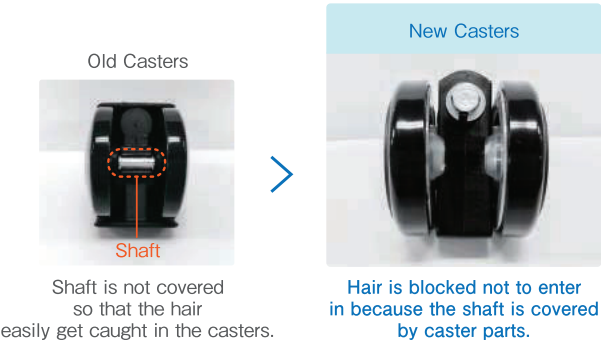 Old Casters
Shaft
Shaft is not covered
so that the hair
easily get caught in the casters.
New Casters
Hair is blocked not to enter
in because the shaft is covered
by caster parts.